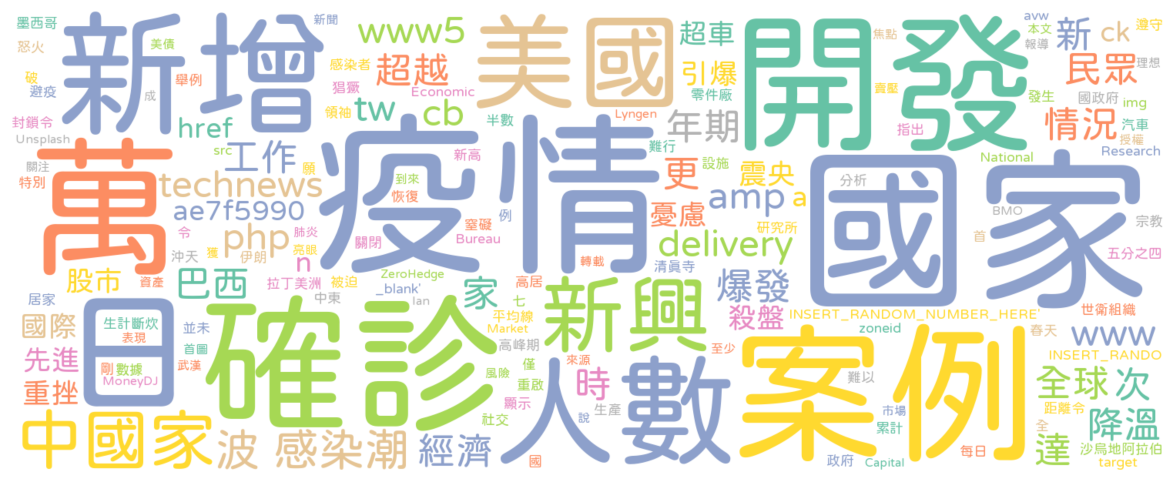 墨西哥
新聞
新增
怒火
美債
破
避疫
舉例
www5
感染者
超越
猖獗
Economic
美國
超車
引爆
零件廠
開發
焦點
賣壓
avw
本文
報導
新
ck
遵守
理想
民眾
發生
國政府
img
汽車
授權
情況
指出
Research
封鎖令
成
href
tw
cb
領袖
半數
Lyngen
年期
難行
設施
National
Unsplash
src
關注
特別
工作
願
萬
疫情
新高
到來
恢復
例
更
震央
分析
國家
technews
ae7f5990
amp
a
憂慮
窒礙
BMO
宗教
令
獲
肺炎
關閉
Bureau
研究所
首
php
亮眼
沖天
伊朗
n
轉載
清真寺
delivery
五分之四
股市
資產
巴西
拉丁美洲
被迫
ZeroHedge
高居
_blank'
家
爆發
居家
中東
Ian
七
新興
殺盤
INSERT_RANDOM_NUMBER_HERE'
世衛組織
國際
生計斷炊
表現
日
並未
確診
平均線
Market
zoneid
春天
www
先進
首圖
高峰期
僅
來源
至少
INSERT_RANDO
剛
數據
武漢
風險
重啟
時
人數
案例
難以
全球
次
重挫
MoneyDJ
顯示
生產
距離令
社交
說
市場
累計
全
降溫
中國家
波
感染潮
經濟
國
政府
Capital
每日
達
沙烏地阿拉伯
target